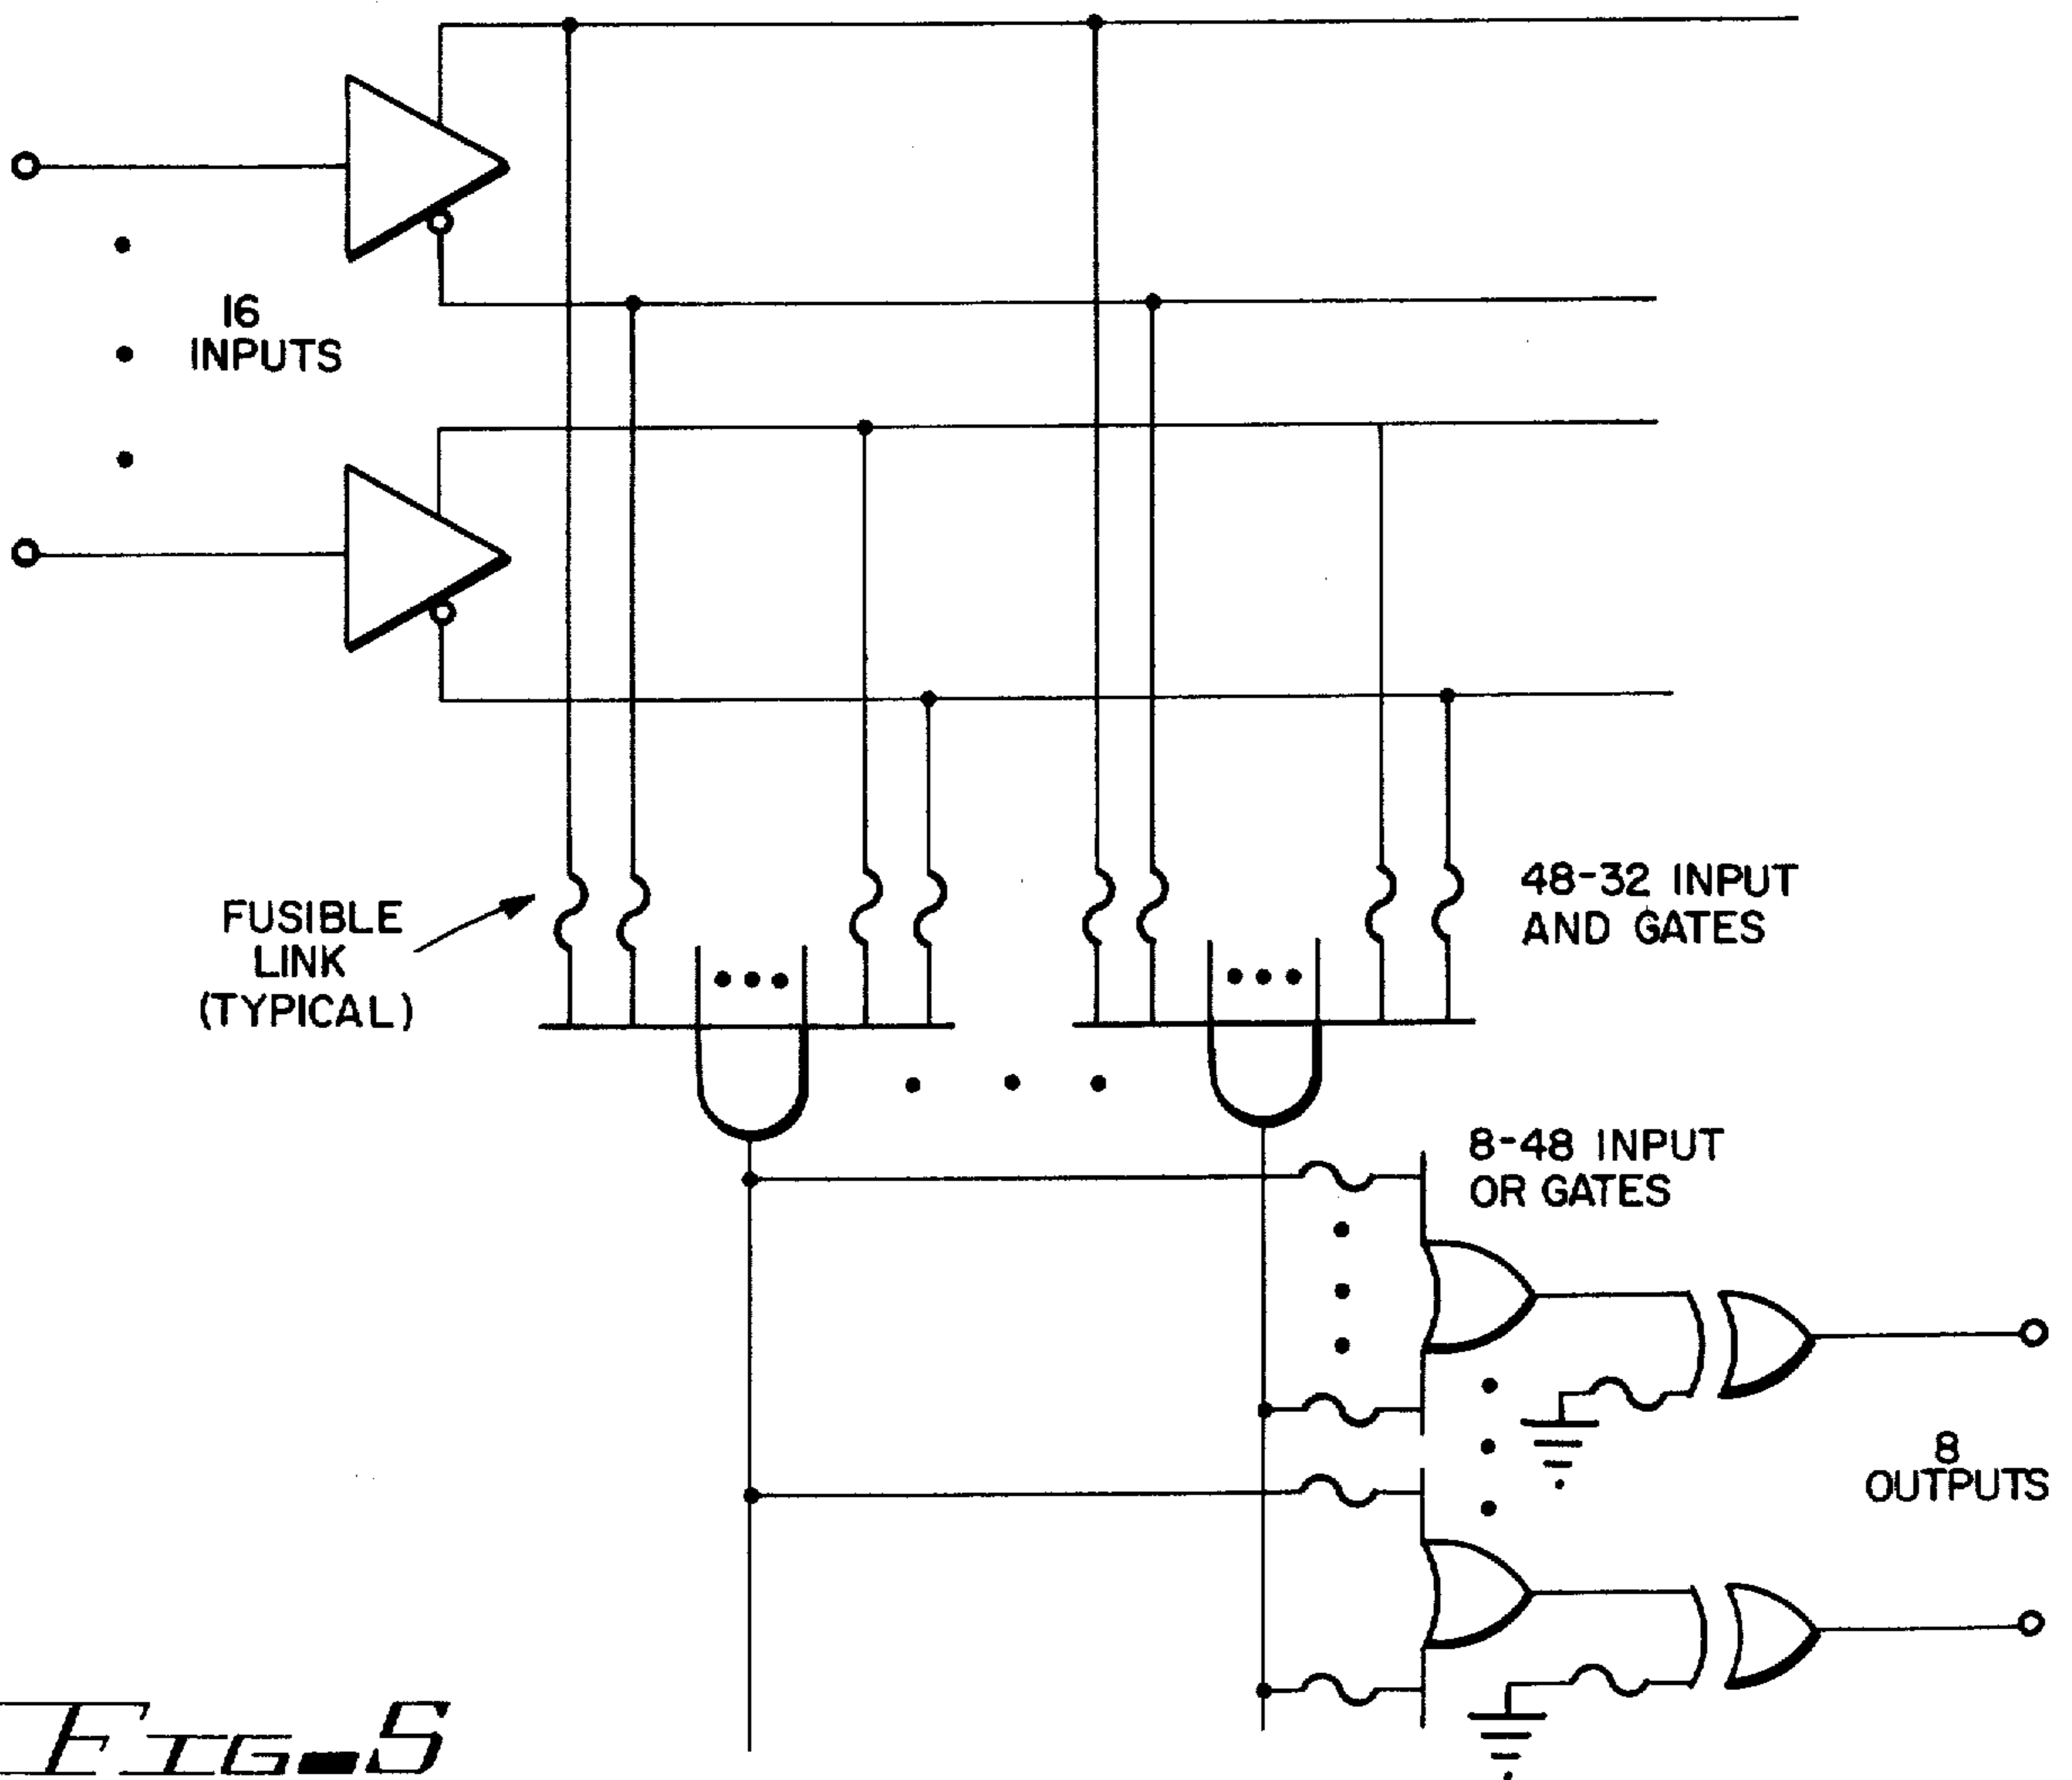 16
INPUTS
FUSIBLE
LINK
(TYPICAL)
48-32 INPUT
AND GATES
8-48 INPUT
OR GATES
8
OUTPUTS
FIG-5